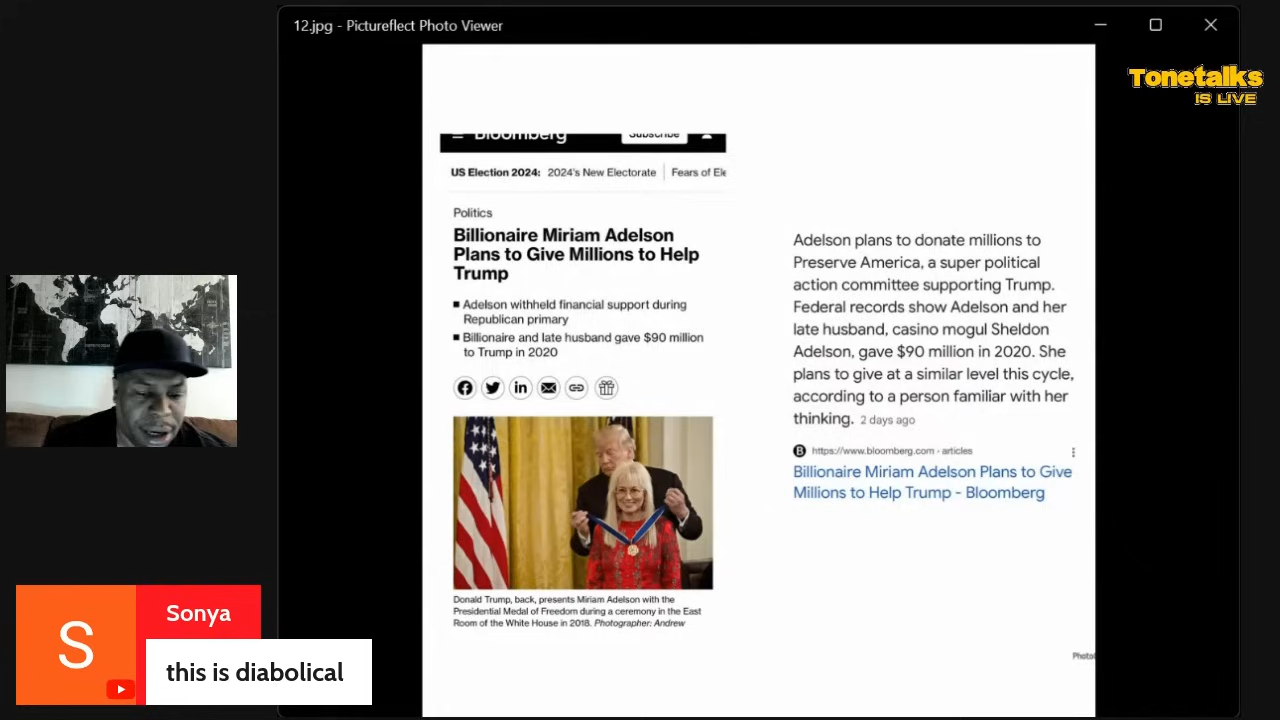 12.jpg - Pictureflect Photo Viewer
Tonetalks
IS LIVE
Bloomberg
Subscribe
US Election 2024: 2024's New Electorate
Fears of Ele
Politics
Billionaire Miriam Adelson
Plans to Give Millions to Help
Trump
Adelson withheld financial support during
Republican primary
Billionaire and late husband gave $90 million
to Trump in 2020
Donald Trump, back, presents Miriam Adelson with the
Presidential Medal of Freedom during a ceremony in the East
Room of the White House in 2018. Photographer: Andrew
Adelson plans to donate millions to
Preserve America, a super political
action committee supporting Trump.
Federal records show Adelson and her
late husband, casino mogul Sheldon
Adelson, gave $90 million in 2020. She
plans to give at a similar level this cycle,
according to a person familiar with her
thinking. 2 days ago
B https://www.bloomberg.com › articles
Billionaire Miriam Adelson Plans to Give
Millions to Help Trump - Bloomberg
Photo
S
Sonya
this is diabolical